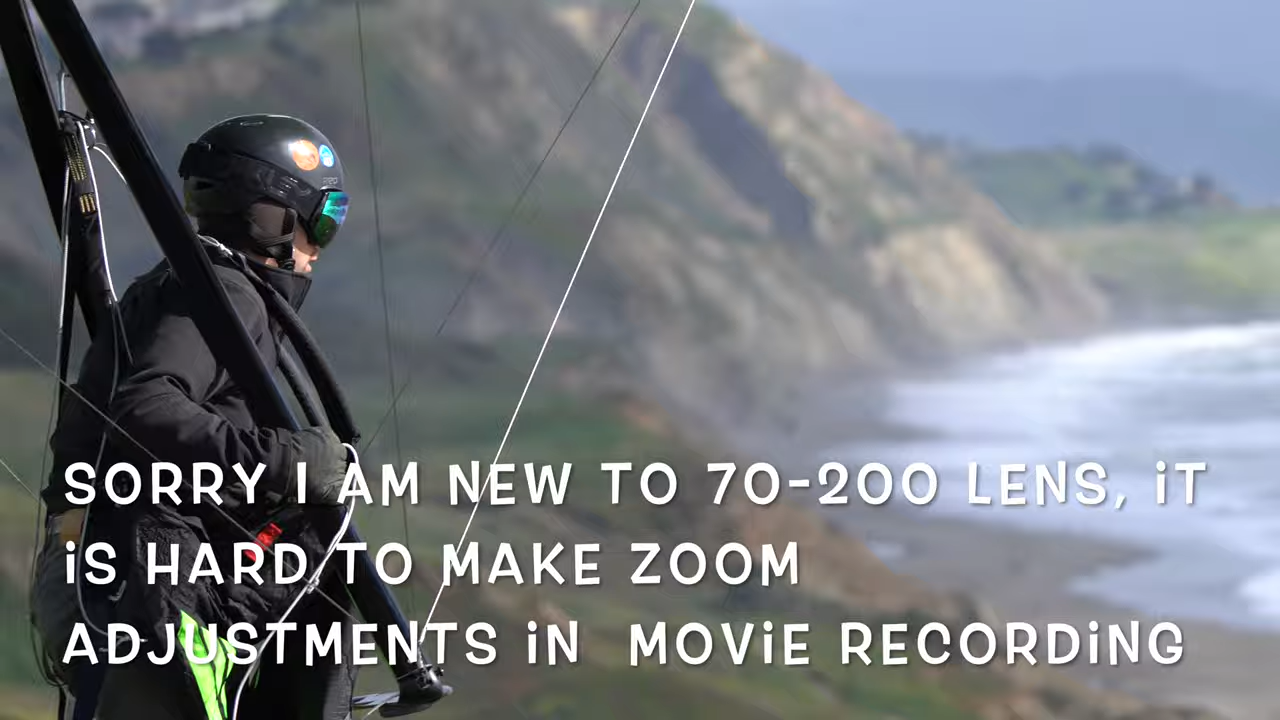 SORRY I AM NEW TO 70-200 LENS, iT
iS HARD TO MAKE ZOOM
ADJUSTMENTS iN  MOViE RECORDiNG